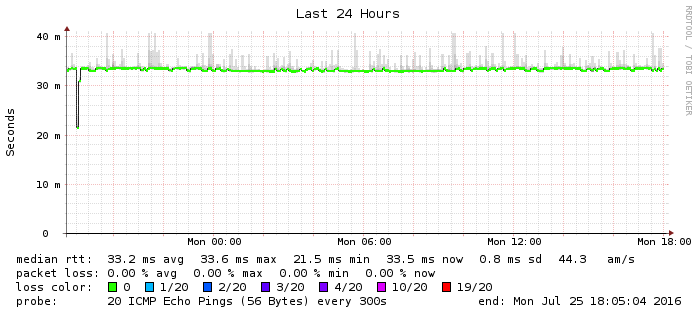 Last 24 Hours
RRDTOOL / TOBI OETIKER
Seconds
40 m
30 m
20 m
10 m
0
Mon 00:00 Mon 06:00 Mon 12:00 Mon 18:00
median rtt: 33.2 ms avg 33.6 ms max 21.5 ms min 33.5 ms now 0.8 ms sd 44.3 am/s
packet loss: 0.00 % avg 0.00 % max 0.00 % min 0.00 % now
loss color: 0 1/20 2/20 3/20 4/20 10/20 19/20
probe: 20 ICMP Echo Pings (56 Bytes) every 300s end: Mon Jul 25 18:05:04 2016